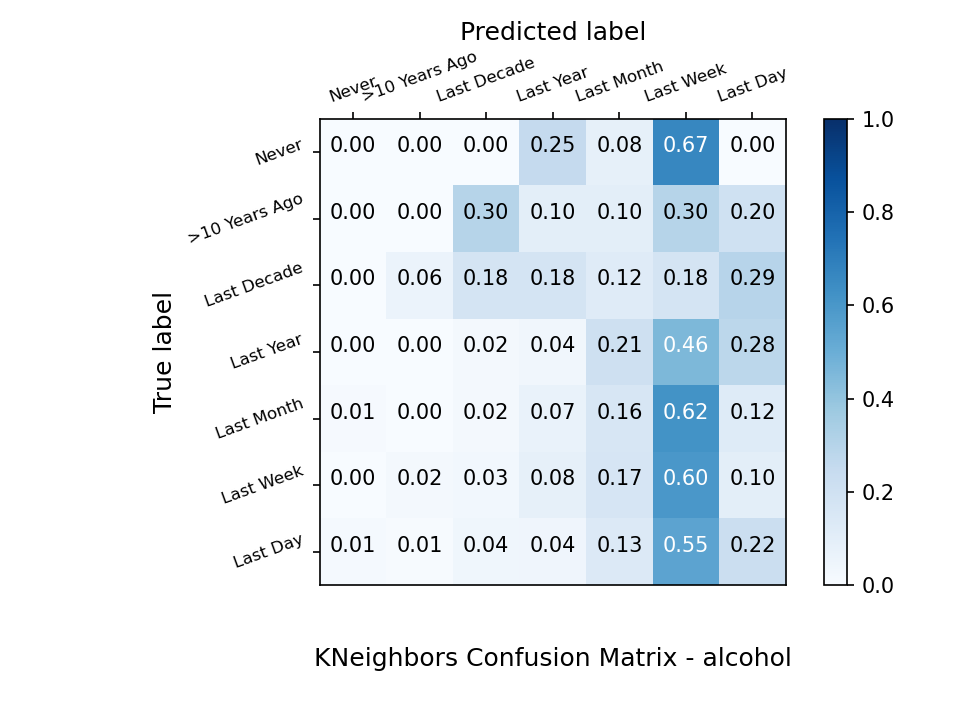 Predicted label
Never >10 Years Ago Last Decade Last Year Last Month Last Week Last Day
True label
Never 0.00 0.00 0.00 0.25 0.08 0.67 0.00
>10 Years Ago 0.00 0.00 0.30 0.10 0.10 0.30 0.20
Last Decade 0.00 0.06 0.18 0.18 0.12 0.18 0.29
Last Year 0.00 0.00 0.02 0.04 0.21 0.46 0.28
Last Month 0.01 0.00 0.02 0.07 0.16 0.62 0.12
Last Week 0.00 0.02 0.03 0.08 0.17 0.60 0.10
Last Day 0.01 0.01 0.04 0.04 0.13 0.55 0.22
1.0
0.8
0.6
0.4
0.2
0.0
KNeighbors Confusion Matrix - alcohol